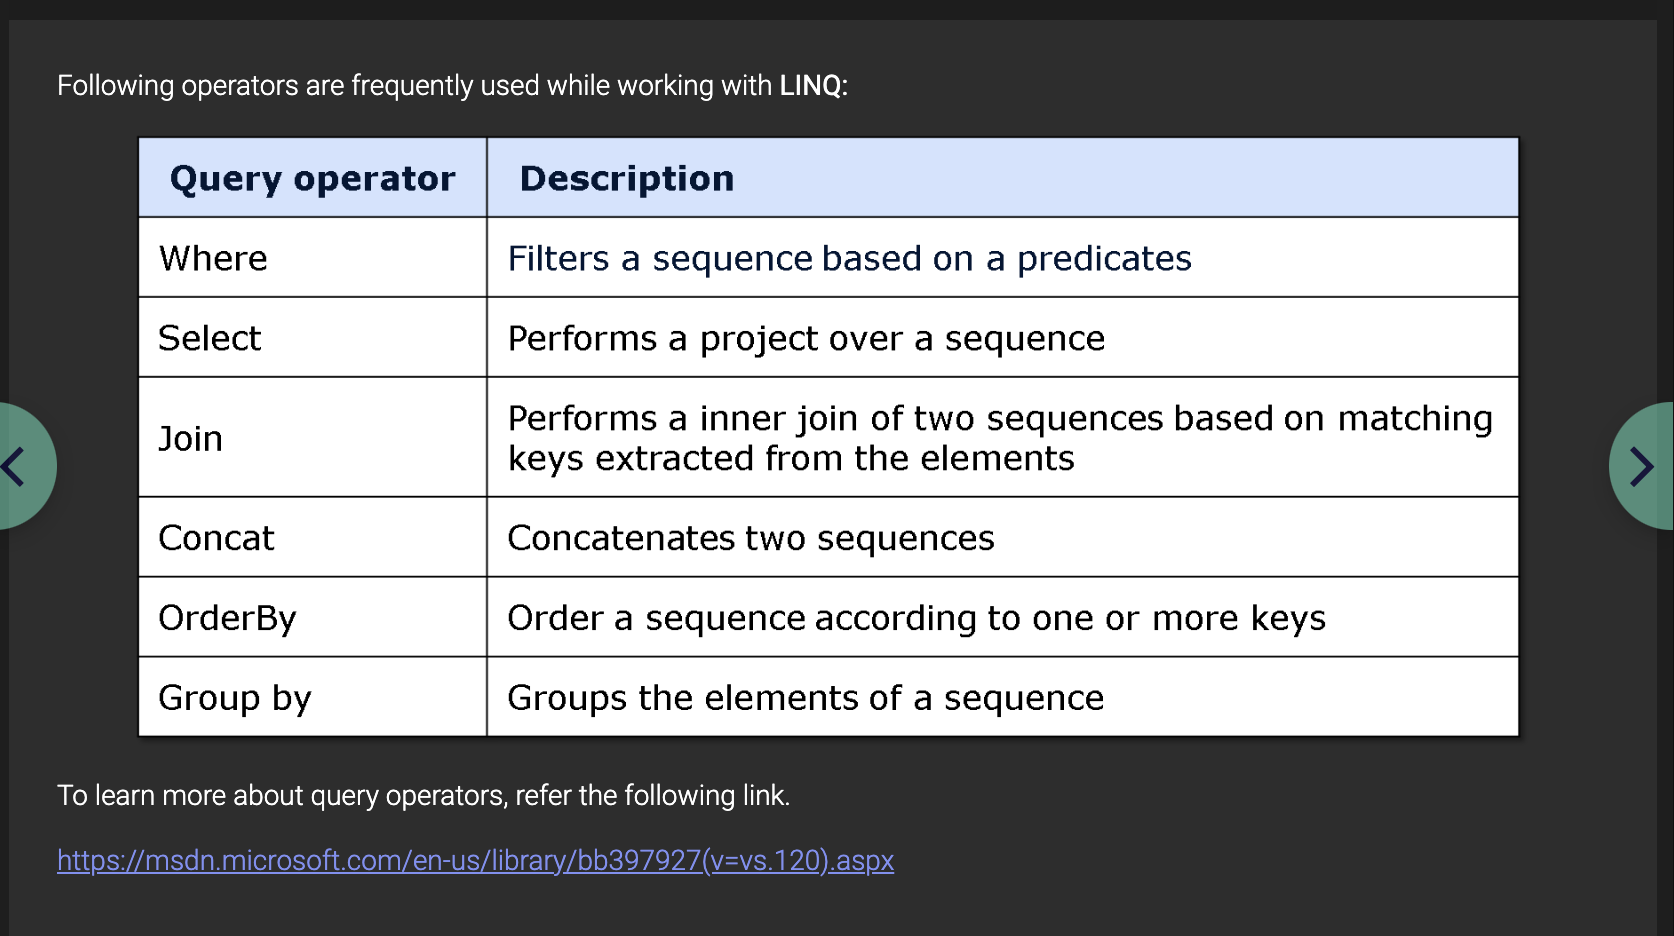 Following operators are frequently used while working with LINQ:
Query operator Description
Where Filters a sequence based on a predicates
Select Performs a project over a sequence
Join Performs a inner join of two sequences based on matching
keys extracted from the elements
Concat Concatenates two sequences
OrderBy Order a sequence according to one or more keys
Group by Groups the elements of a sequence
To learn more about query operators, refer the following link.
https://msdn.microsoft.com/en-us/library/bb397927(v=vs.120).aspx